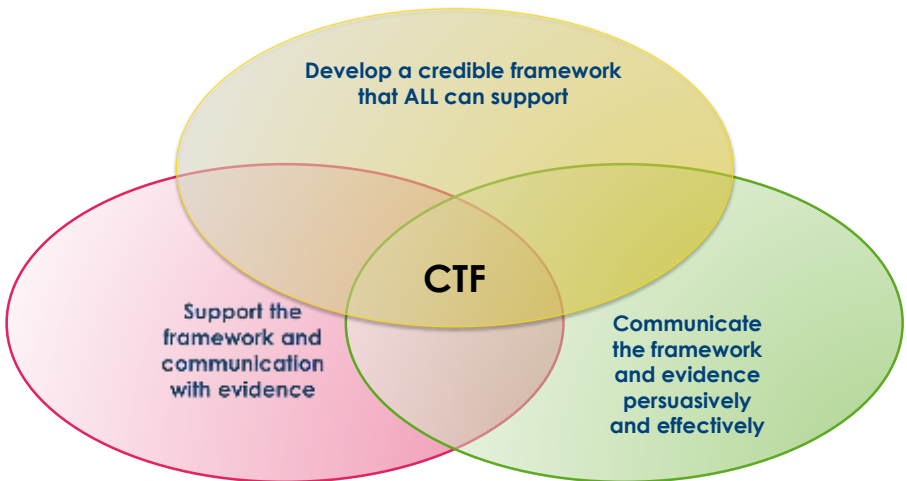 Develop a credible framework
that ALL can support
CTF
Support the
framework and
communication
with evidence
Communicate
the framework
and evidence
persuasively
and effectively